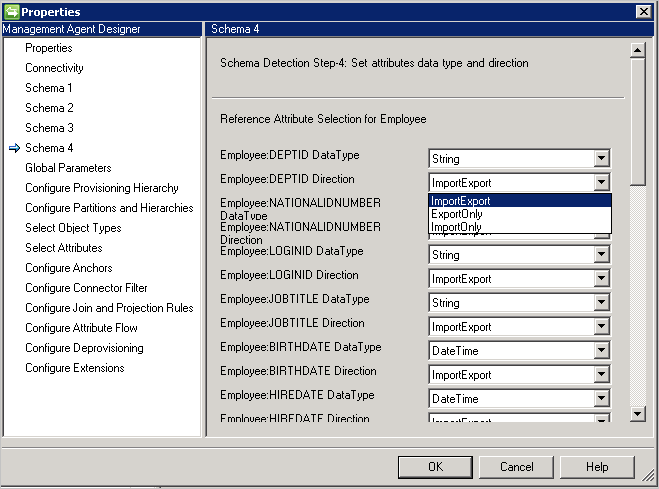 Properties
Management Agent Designer
Schema 4
Properties
Connectivity
Schema 1
Schema 2
Schema 3
Schema 4
Global Parameters
Configure Provisioning Hierarchy
Configure Partitions and Hierarchies
Select Object Types
Select Attributes
Configure Anchors
Configure Connector Filter
Configure Join and Projection Rules
Configure Attribute Flow
Configure Deprovisioning
Configure Extensions
Schema Detection Step-4: Set attributes data type and direction
Reference Attribute Selection for Employee
Employee:DEPTID DataType String
Employee:DEPTID Direction ImportExport
ImportExport
ExportOnly
ImportOnly
Employee:NATIONALIDNUMBER
DataType
Employee:NATIONALIDNUMBER
Direction
Employee:LOGINID DataType String
Employee:LOGINID Direction ImportExport
Employee:JOBTITLE DataType String
Employee:JOBTITLE Direction ImportExport
Employee:BIRTHDATE DataType DateTime
Employee:BIRTHDATE Direction ImportExport
Employee:HIREDATE DataType DateTime
Employee:HIREDATE Direction ImportExport
OK Cancel Help